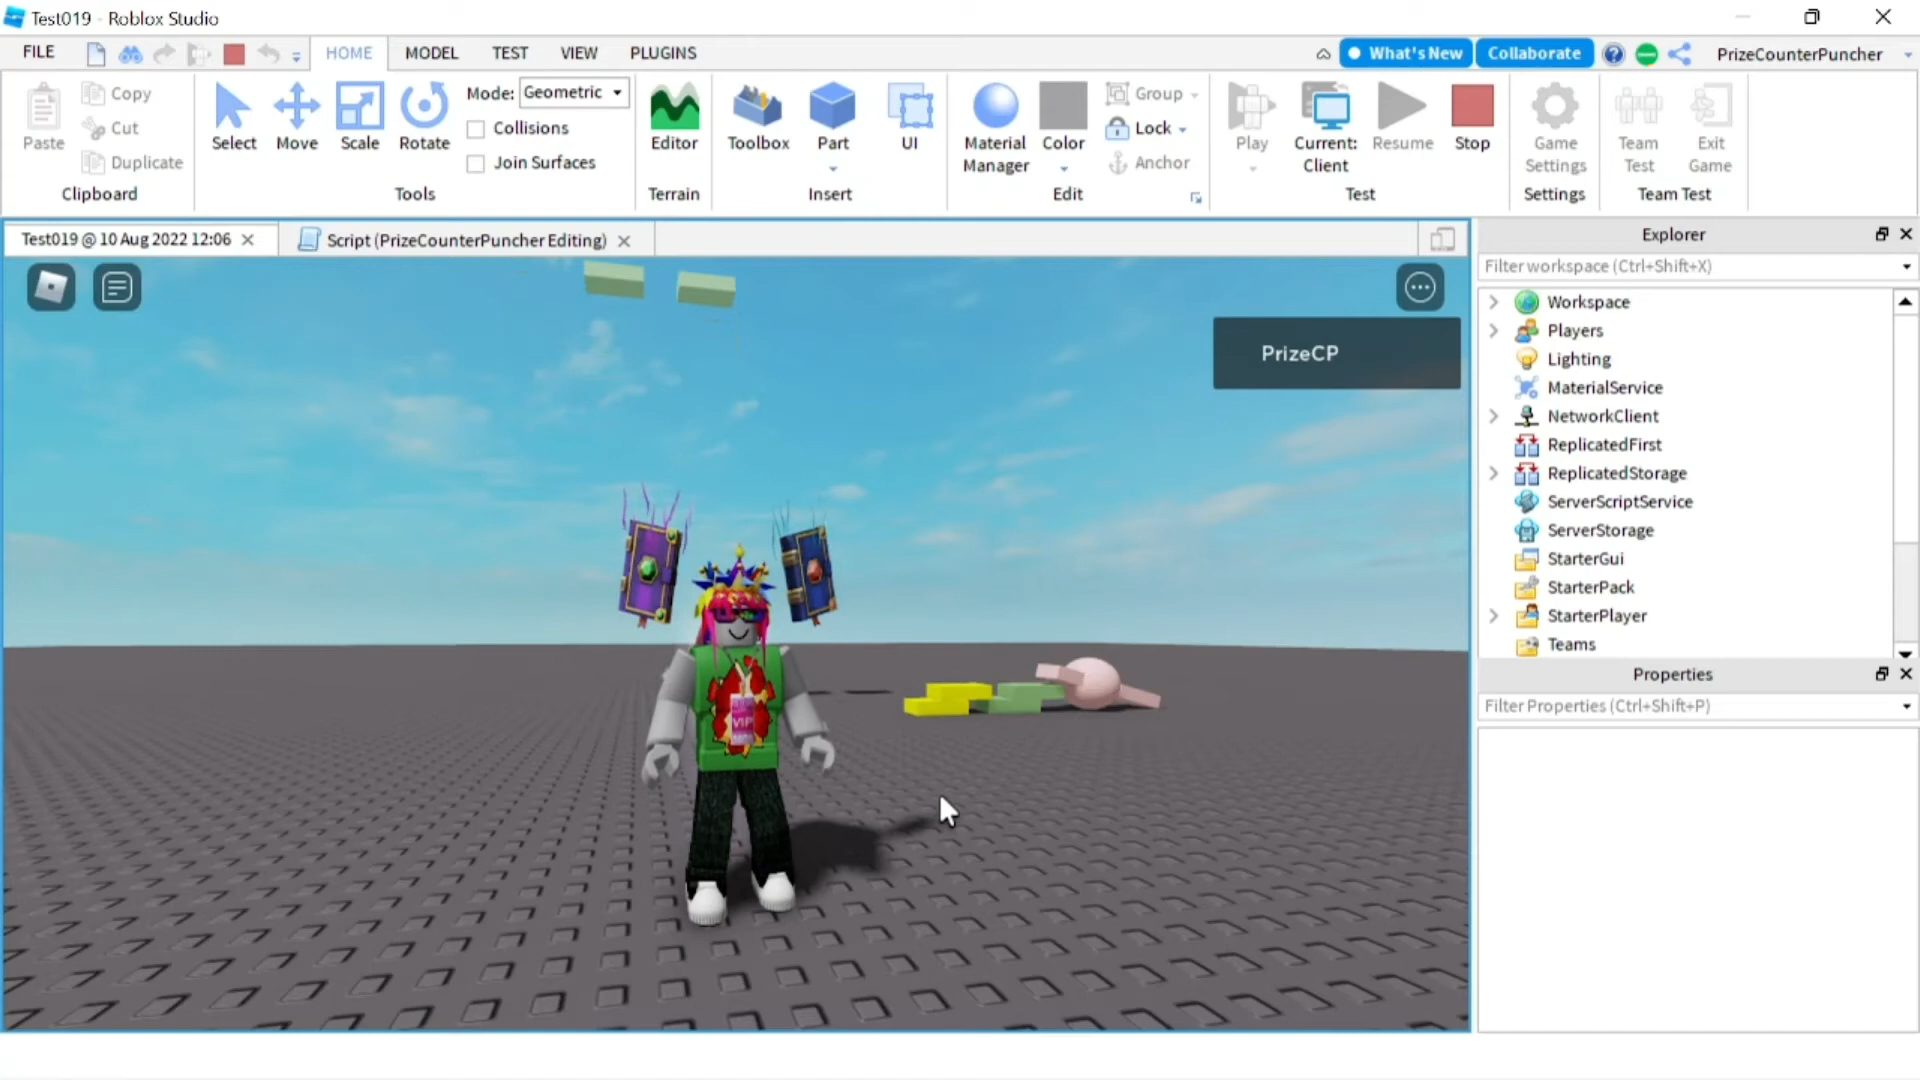 Test019 - Roblox Studio
FILE
HOME
MODEL
TEST
VIEW
PLUGINS
What's New
Collaborate
PrizeCounterPuncher
Paste
Copy
Cut
Duplicate
Clipboard
Select
Move
Scale
Rotate
Mode: Geometric
Collisions
Join Surfaces
Tools
Editor
Terrain
Toolbox
Part
UI
Insert
Material
Manager
Color
Group
Lock
Anchor
Edit
Play
Current:
Client
Resume
Stop
Test
Game
Settings
Settings
Team
Test
Exit
Game
Team Test
Test019 @ 10 Aug 2022 12:06
Script (PrizeCounterPuncher Editing)
PrizeCP
VIP
Explorer
Filter workspace (Ctrl+Shift+X)
Workspace
Players
Lighting
MaterialService
NetworkClient
ReplicatedFirst
ReplicatedStorage
ServerScriptService
ServerStorage
StarterGui
StarterPack
StarterPlayer
Teams
Properties
Filter Properties (Ctrl+Shift+P)